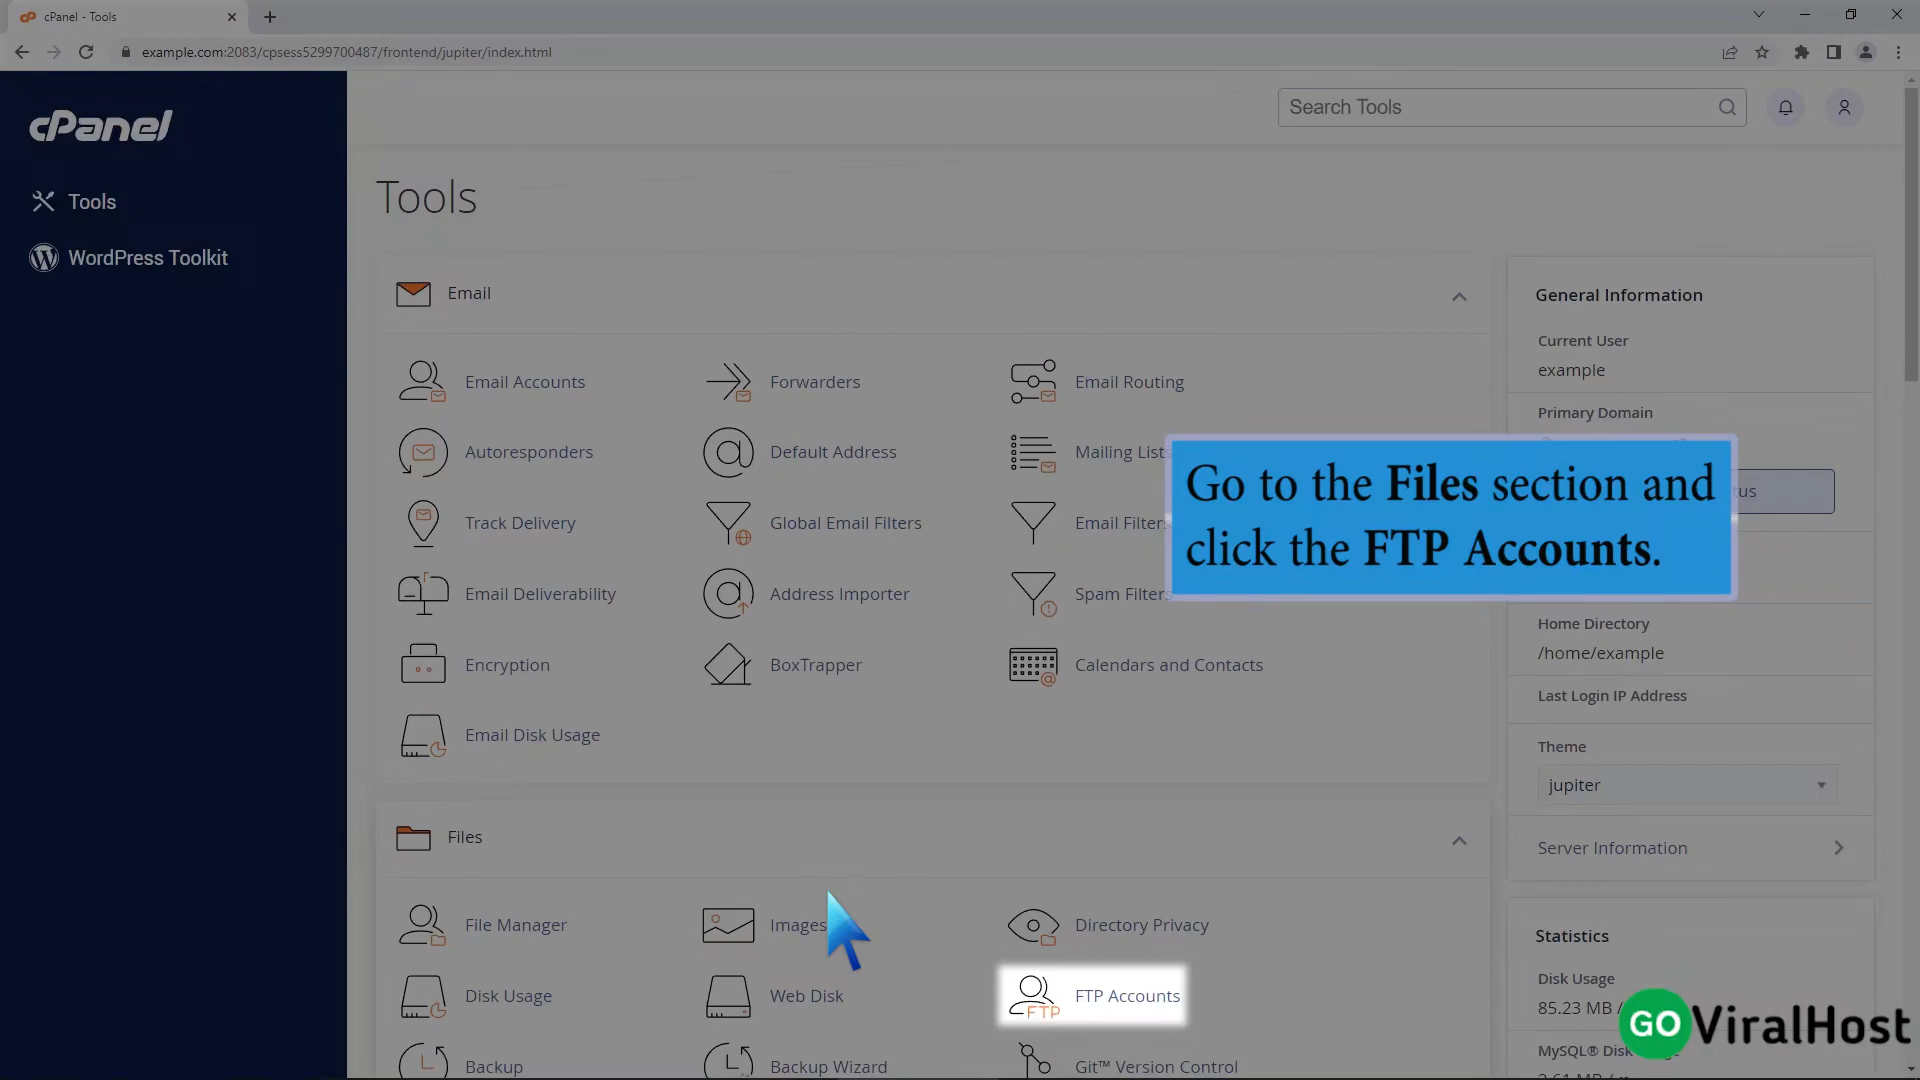 cPanel - Tools
example.com:2083/cpsess5299700487/frontend/jupiter/index.html
cPanel
Search Tools
Tools
WordPress Toolkit
Tools
Email
Email Accounts
Forwarders
Email Routing
Autoresponders
Default Address
Mailing Lists
Track Delivery
Global Email Filters
Email Filters
Email Deliverability
Address Importer
Spam Filters
Encryption
BoxTrapper
Calendars and Contacts
Email Disk Usage
Go to the Files section and
click the FTP Accounts.
Files
File Manager
Images
Directory Privacy
Disk Usage
Web Disk
FTP
FTP Accounts
Backup
Backup Wizard
Git™ Version Control
General Information
Current User
example
Primary Domain
tus
Home Directory
/home/example
Last Login IP Address
Theme
jupiter
Server Information
Statistics
Disk Usage
85.23 MB /
MySQL® Disk
GO ViralHost